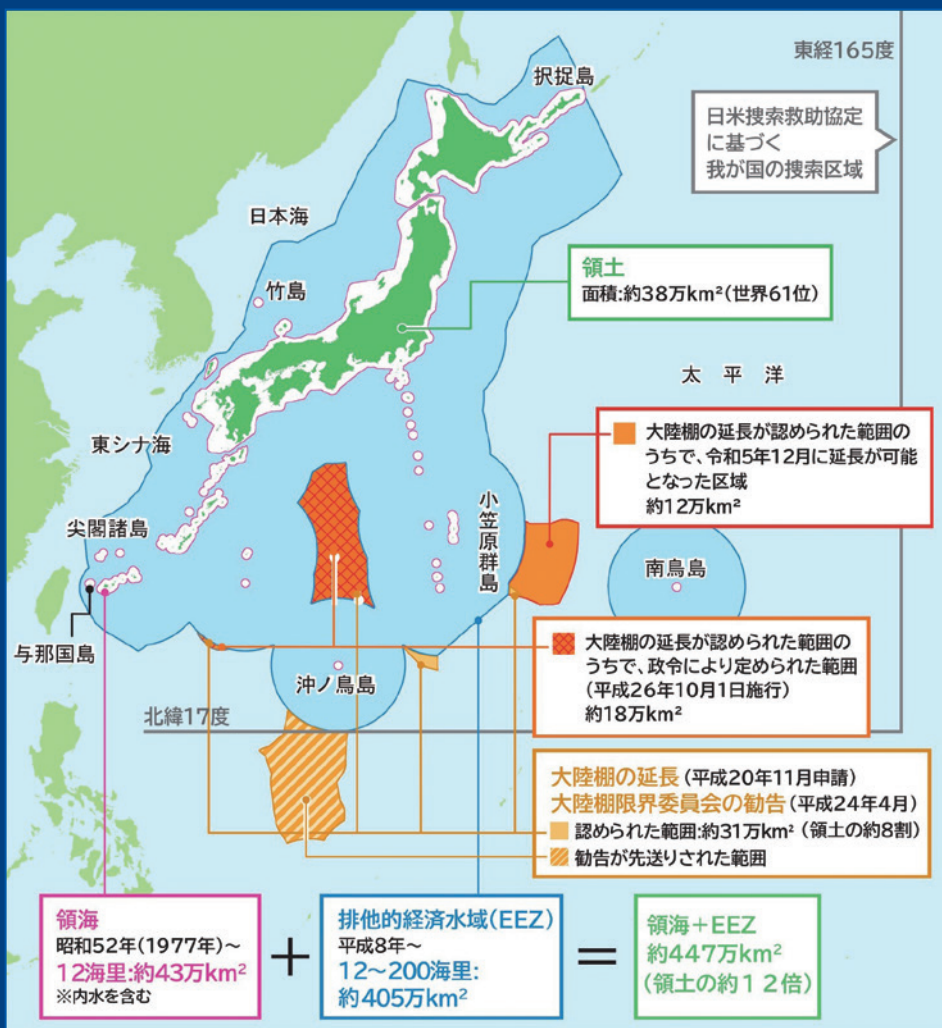 東経165度
択捉島
日米捜索救助協定
に基づく
我が国の捜索区域
日本海
竹島
領土
面積:約38万km²(世界61位)
太平洋
大陸棚の延長が認められた範囲の
うちで、令和5年12月に延長が可能
となった区域
約12万km²
東シナ海
小笠原群島
尖閣諸島
南鳥島
与那国島
大陸棚の延長が認められた範囲の
うちで、政令により定められた範囲
(平成26年10月1日施行)
約18万km²
沖ノ鳥島
北緯17度
大陸棚の延長(平成20年11月申請)
大陸棚限界委員会の勧告(平成24年4月)
認められた範囲:約31万km²(領土の約8割)
勧告が先送りされた範囲
領海
昭和52年(1977年)～
12海里:約43万km²
※内水を含む
+
排他的経済水域(EEZ)
平成8年～
12～200海里:
約405万km²
=
領海+EEZ
約447万km²
(領土の約12倍)